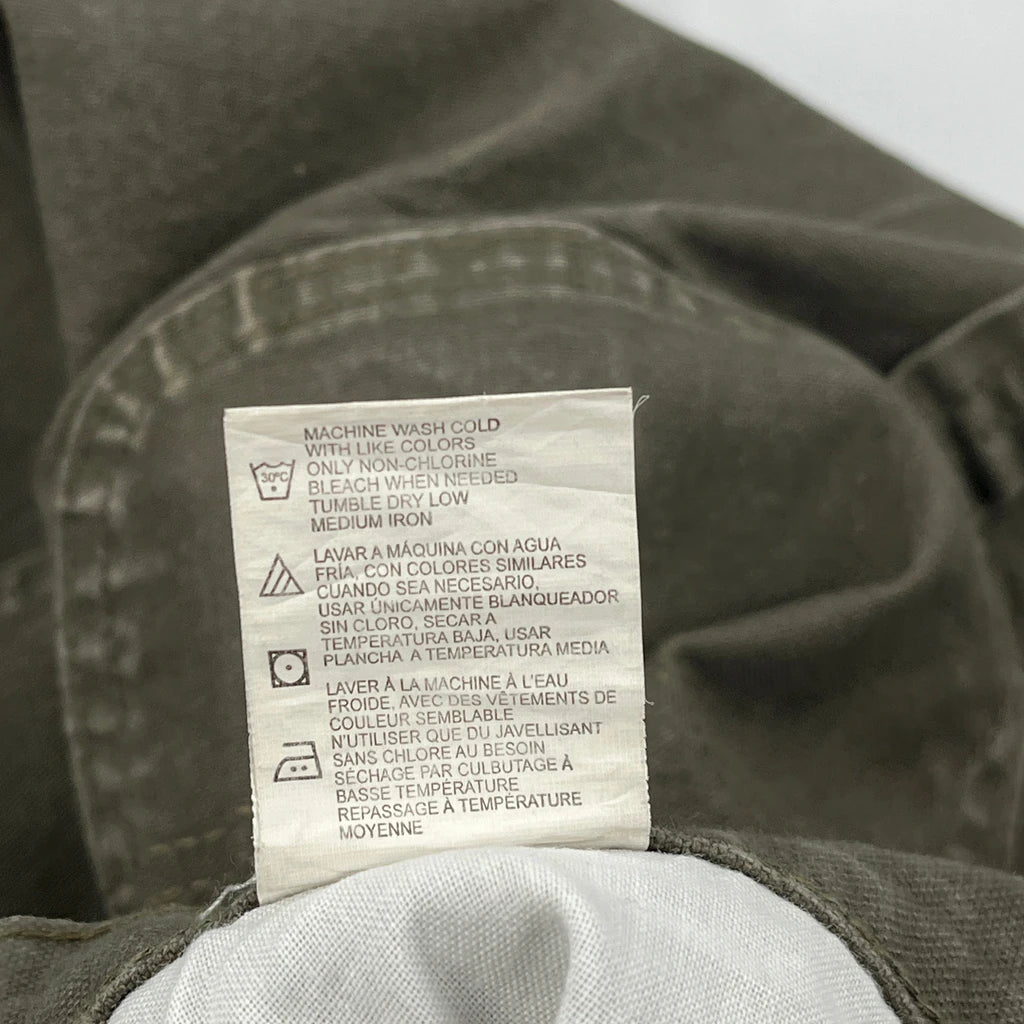 MACHINE WASH COLD
WITH LIKE COLORS
ONLY NON-CHLORINE
BLEACH WHEN NEEDED
TUMBLE DRY LOW
MEDIUM IRON
30ºC
LAVAR A MÁQUINA CON AGUA
FRÍA, CON COLORES SIMILARES
CUANDO SEA NECESARIO,
USAR ÚNICAMENTE BLANQUEADOR
SIN CLORO, SECAR A
TEMPERATURA BAJA, USAR
PLANCHA A TEMPERATURA MEDIA
LAVER À LA MACHINE À L'EAU
FROIDE, AVEC DES VÊTEMENTS DE
COULEUR SEMBLABLE
N'UTILISER QUE DU JAVELLISANT
SANS CHLORE AU BESOIN
SÉCHAGE PAR CULBUTAGE À
BASSE TEMPÉRATURE
REPASSAGE À TEMPÉRATURE
MOYENNE